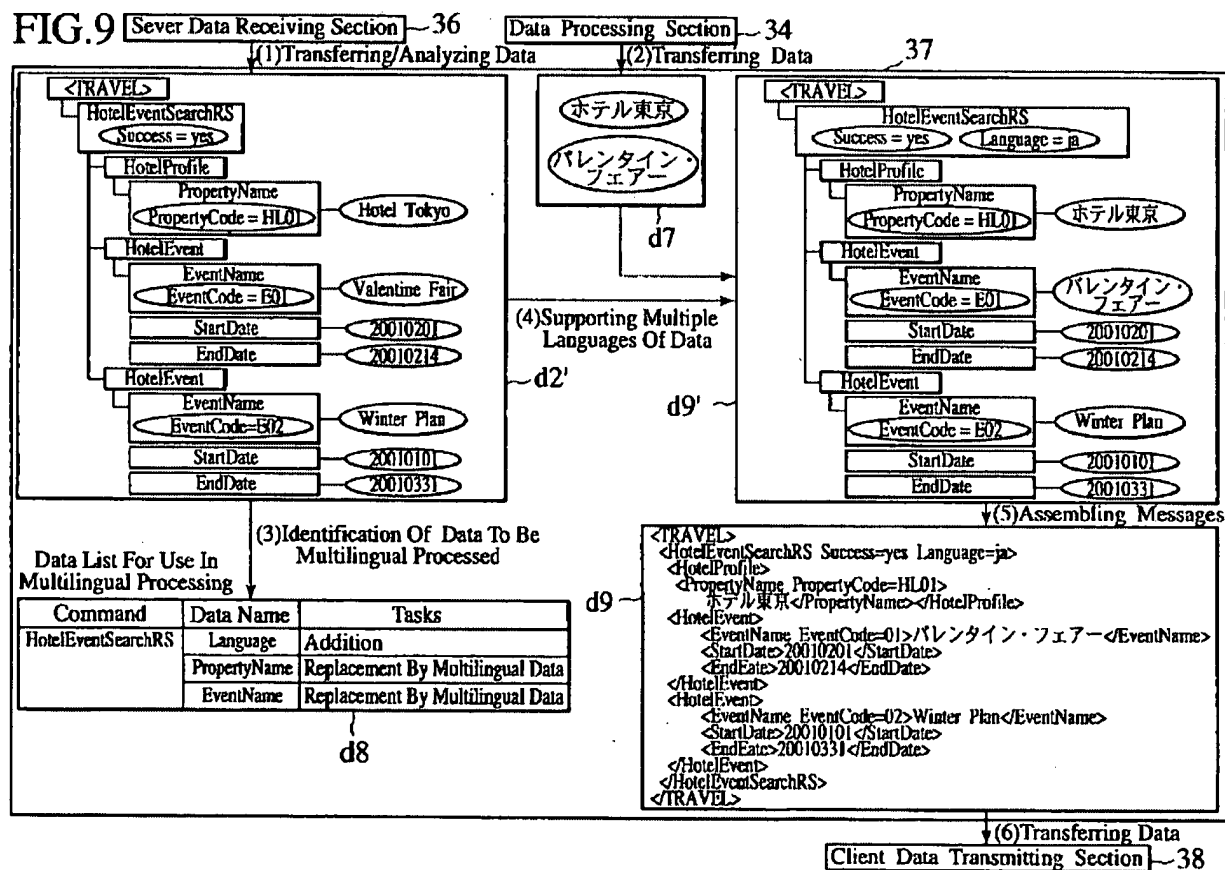 FIG.9
Sever Data Receiving Section
36
Data Processing Section
34
(1)Transferring/Analyzing Data
(2)Transferring Data
37
<TRAVEL>
HotelEventSearchRS
Success = yes
HotelProfile
PropertyName
PropertyCode = HL01
Hotel Tokyo
HotelEvent
EventName
EventCode = E01
Valentine Fair
StartDate
20010201
EndDate
20010214
HotelEvent
EventName
EventCode=E02
Winter Plan
StartDate
20010101
EndDate
20010331
d2'
ホテル東京
バレンタイン・
フェアー
d7
(4)Supporting Multiple
Languages Of Data
<TRAVEL>
HotelEventSearchRS
Success = yes
Language = ja
HotelProfile
PropertyName
PropertyCode = HL01
ホテル東京
HotelEvent
EventName
EventCode = E01
バレンタイン・
フェアー
StartDate
20010201
EndDate
20010214
HotelEvent
EventName
EventCode = E02
Winter Plan
StartDate
20010101
EndDate
20010331
d9'
(3)Identification Of Data To Be
Multilingual Processed
Data List For Use In
Multilingual Processing
Command Data Name Tasks
HotelEventSearchRS Language Addition
PropertyName Replacement By Multilingual Data
EventName Replacement By Multilingual Data
d8
(5)Assembling Messages
d9
<TRAVEL>
<HotelEventSearchRS Success=yes Language=ja>
<HotelProfile>
<PropertyName PropertyCode=HL01>
ホテル東京</PropertyName></HotelProfile>
<HotelEvent>
<EventName EventCode=01>バレンタイン・フェアー</EventName>
<StartDate>20010201</StartDate>
<EndEate>20010214</EndDate>
</HotelEvent>
<HotelEvent>
<EventName EventCode=02>Winter Plan</EventName>
<StartDate>20010101</StartDate>
<EndEate>20010331</EndDate>
</HotelEvent>
</HotelEventSearchRS>
</TRAVEL>
(6)Transferring Data
Client Data Transmitting Section
38